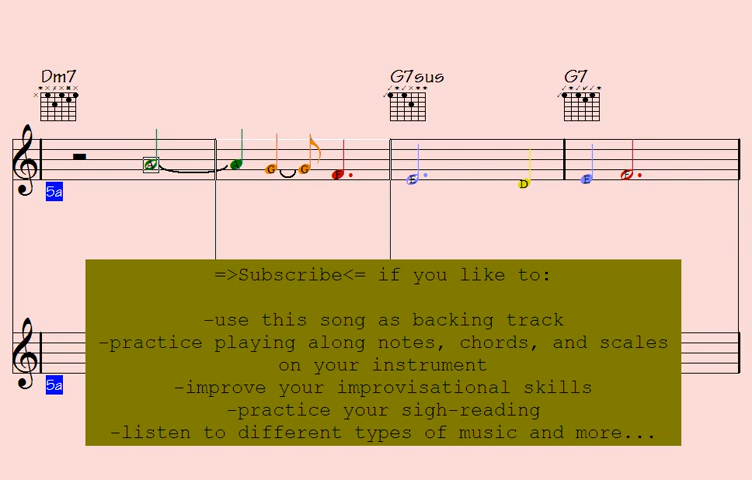 Dm7 G7sus G7
A G G F E D E F
5a
=>Subscribe<= if you like to:
-use this song as backing track
-practice playing along notes, chords, and scales
on your instrument
-improve your improvisational skills
-practice your sigh-reading
-listen to different types of music and more...
5a